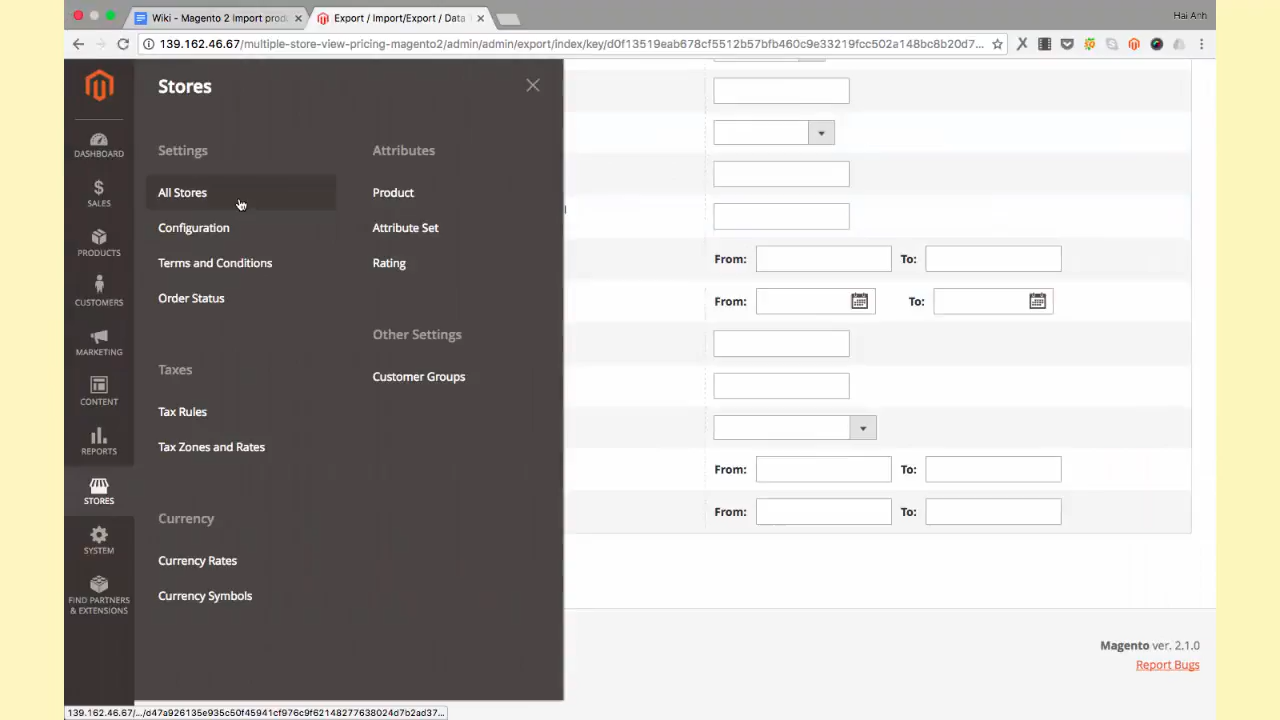 Wiki - Magento 2 Import prod
Export / Import/Export / Data
Hai Anh
139.162.46.67/multiple-store-view-pricing-magento2/admin/admin/export/index/key/d0f13519eab678cf5512b57bfb460c9e33219fcc502a148bc8b20d7...
Stores
DASHBOARD
SALES
PRODUCTS
CUSTOMERS
MARKETING
CONTENT
REPORTS
STORES
SYSTEM
FIND PARTNERS
& EXTENSIONS
Settings
All Stores
Configuration
Terms and Conditions
Order Status
Taxes
Tax Rules
Tax Zones and Rates
Currency
Currency Rates
Currency Symbols
Attributes
Product
Attribute Set
Rating
Other Settings
Customer Groups
From: To:
From: To:
From: To:
From: To:
Magento ver. 2.1.0
Report Bugs
139.162.46.67/.../d47a926135e935c50f45941cf976c9f62148277638024d7b2ad37...